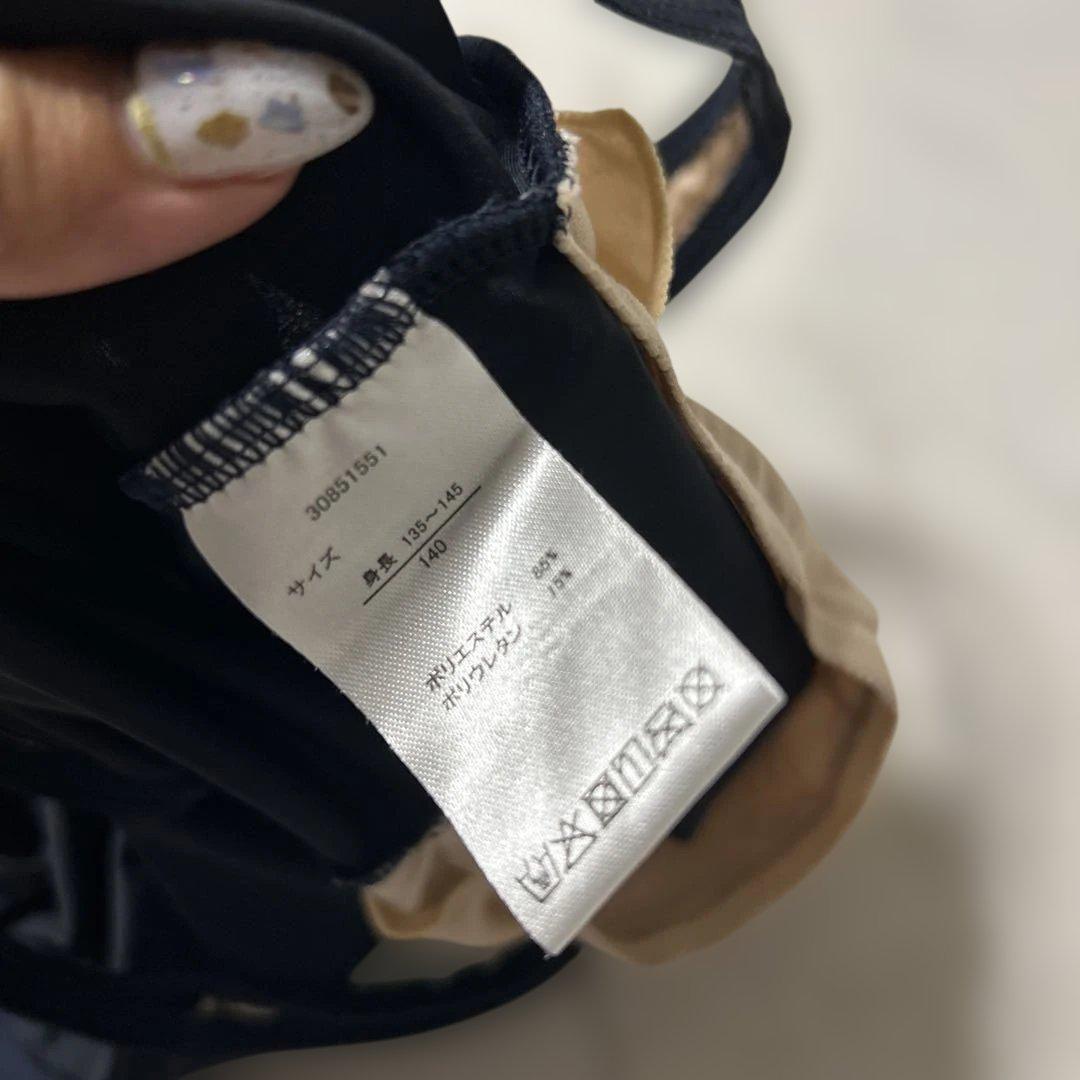 30851551
サイズ
身長 135～145
140
ポリエステル 85%
ポリウレタン 15%